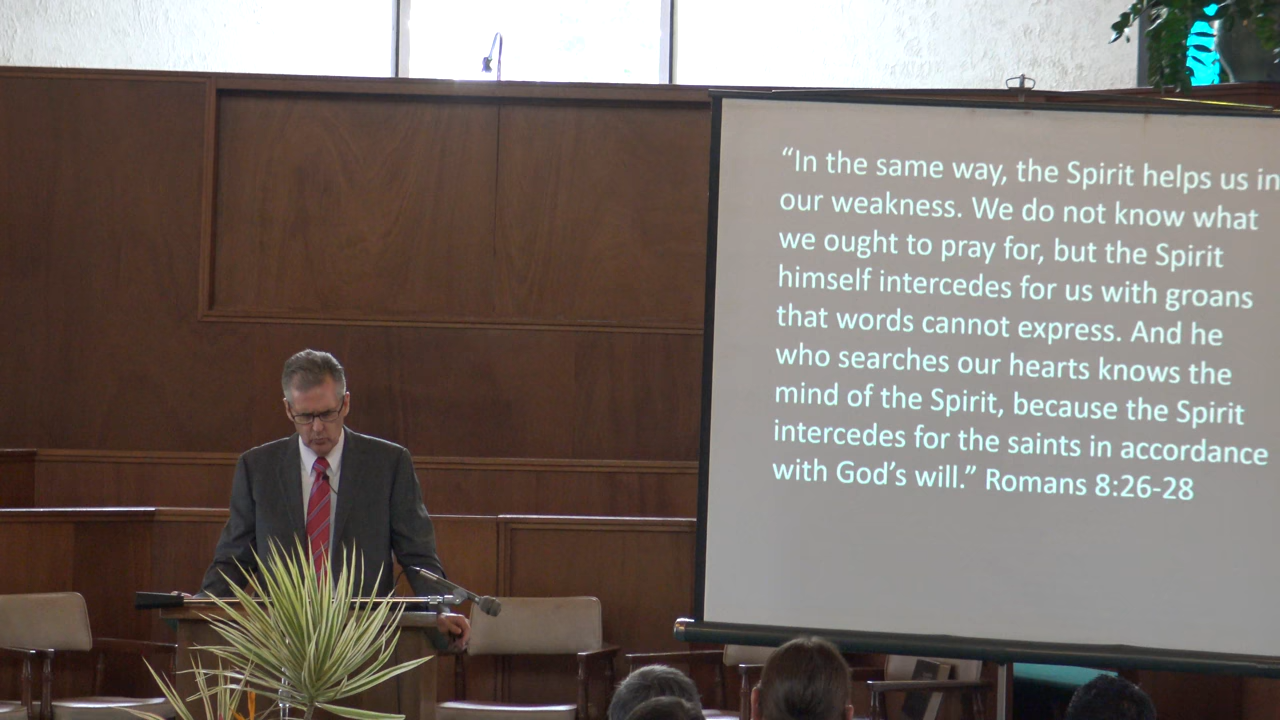 “In the same way, the Spirit helps us in
our weakness. We do not know what
we ought to pray for, but the Spirit
himself intercedes for us with groans
that words cannot express. And he
who searches our hearts knows the
mind of the Spirit, because the Spirit
intercedes for the saints in accordance
with God’s will.” Romans 8:26-28